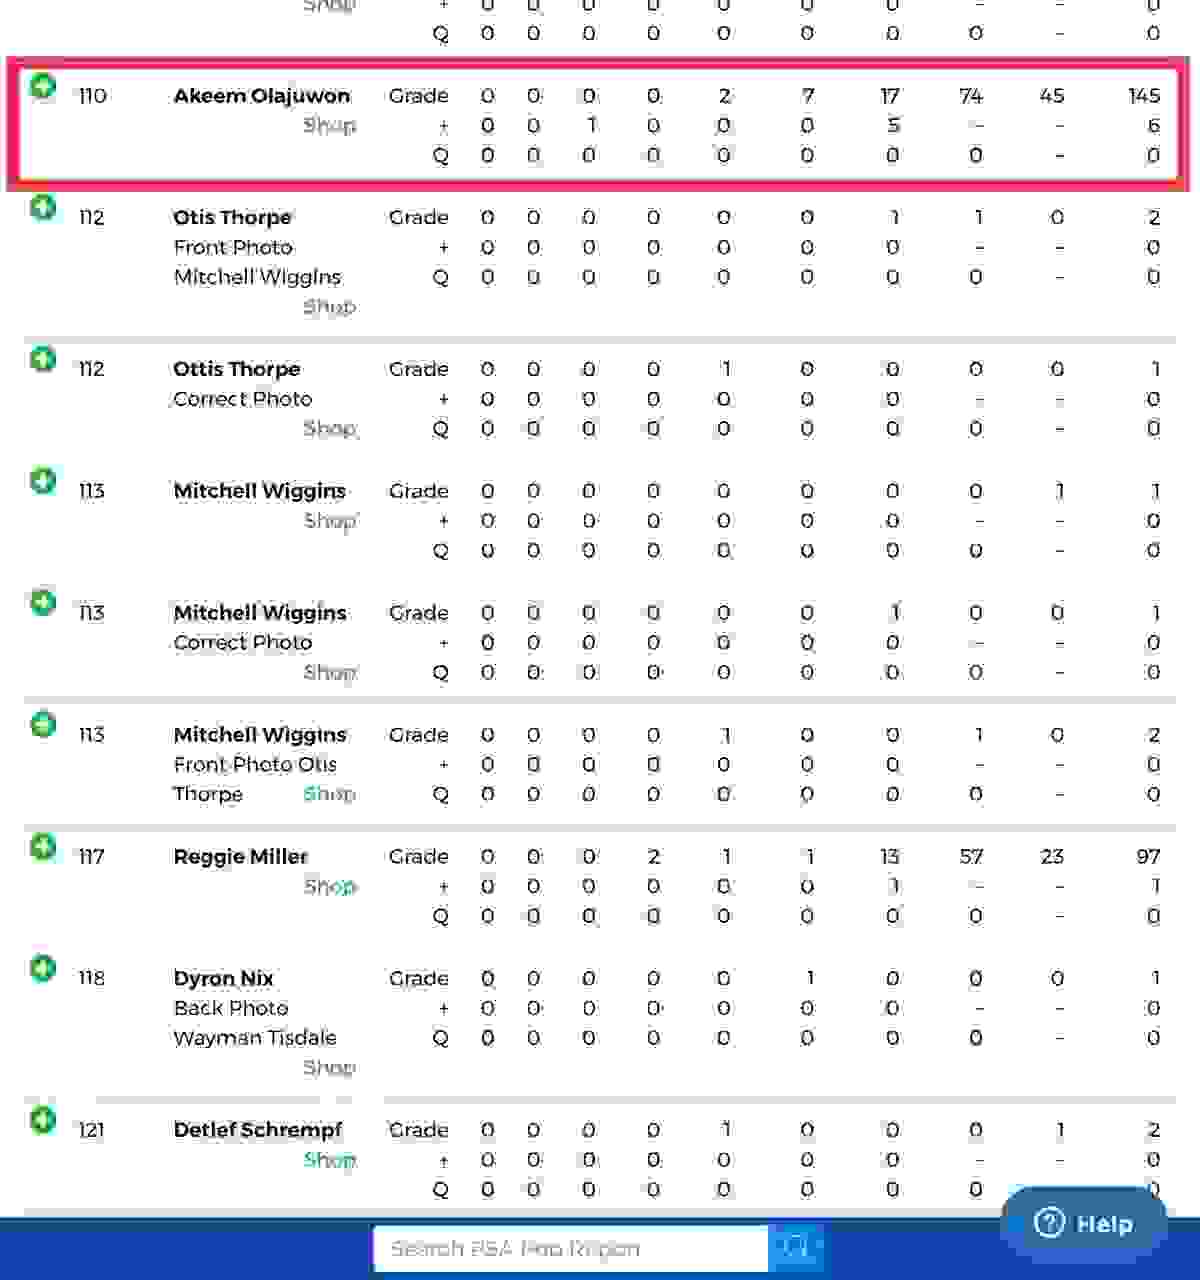 Shop + 0 0 0 0 0 0 0 - - 0
Q 0 0 0 0 0 0 0 0 - 0
110 Akeem Olajuwon Grade 0 0 0 0 2 7 17 74 45 145
Shop + 0 0 1 0 0 0 5 - - 6
Q 0 0 0 0 0 0 0 0 - 0
112 Otis Thorpe Grade 0 0 0 0 0 0 1 1 0 2
Front Photo + 0 0 0 0 0 0 0 - - 0
Mitchell Wiggins Q 0 0 0 0 0 0 0 0 - 0
Shop
112 Ottis Thorpe Grade 0 0 0 0 1 0 0 0 0 1
Correct Photo + 0 0 0 0 0 0 0 - - 0
Shop Q 0 0 0 0 0 0 0 0 - 0
113 Mitchell Wiggins Grade 0 0 0 0 0 0 0 0 1 1
Shop + 0 0 0 0 0 0 0 - - 0
Q 0 0 0 0 0 0 0 0 - 0
113 Mitchell Wiggins Grade 0 0 0 0 0 0 1 0 0 1
Correct Photo + 0 0 0 0 0 0 0 - - 0
Shop Q 0 0 0 0 0 0 0 0 - 0
113 Mitchell Wiggins Grade 0 0 0 0 1 0 0 1 0 2
Front Photo Otis + 0 0 0 0 0 0 0 - - 0
Thorpe Shop Q 0 0 0 0 0 0 0 0 - 0
117 Reggie Miller Grade 0 0 0 2 1 1 13 57 23 97
Shop + 0 0 0 0 0 0 1 - - 1
Q 0 0 0 0 0 0 0 0 - 0
118 Dyron Nix Grade 0 0 0 0 0 1 0 0 0 1
Back Photo + 0 0 0 0 0 0 0 - - 0
Wayman Tisdale Q 0 0 0 0 0 0 0 0 - 0
Shop
121 Detlef Schrempf Grade 0 0 0 0 1 0 0 0 1 2
Shop + 0 0 0 0 0 0 0 - - 0
Q 0 0 0 0 0 0 0 0
Help
Search PSA Pop Report